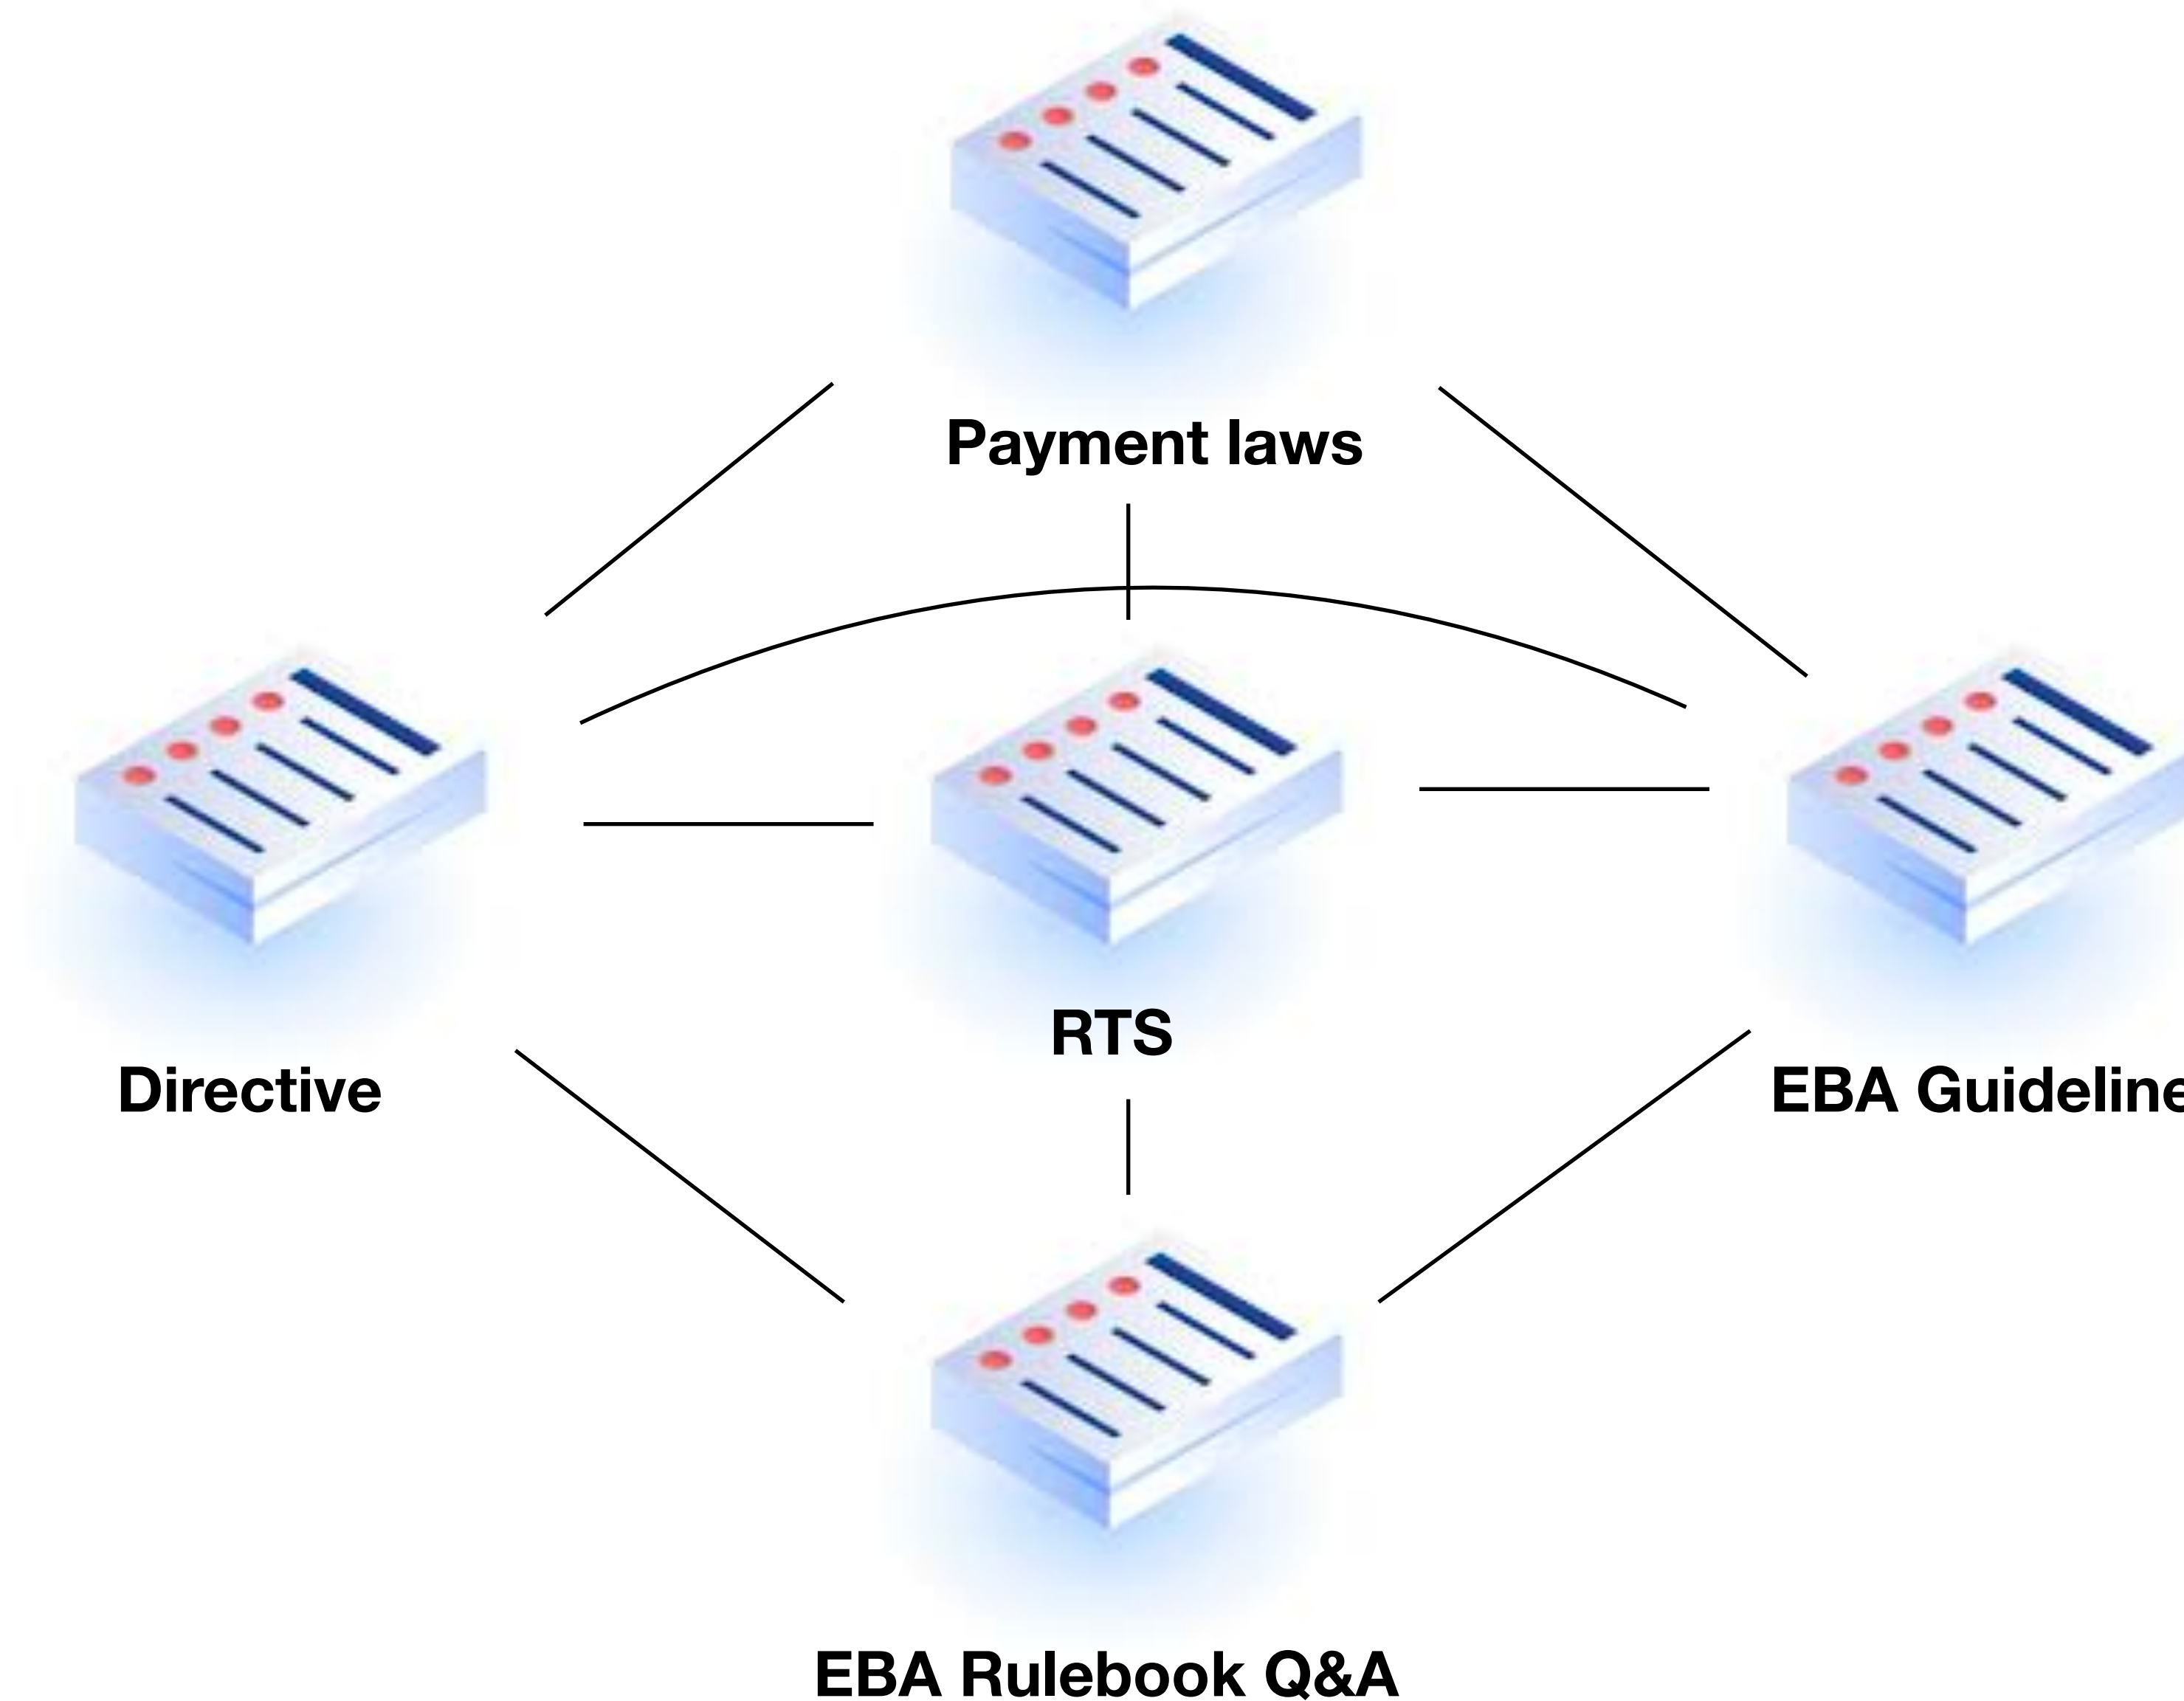 Payment laws
RTS
Directive
EBA Guideline
EBA Rulebook Q&A